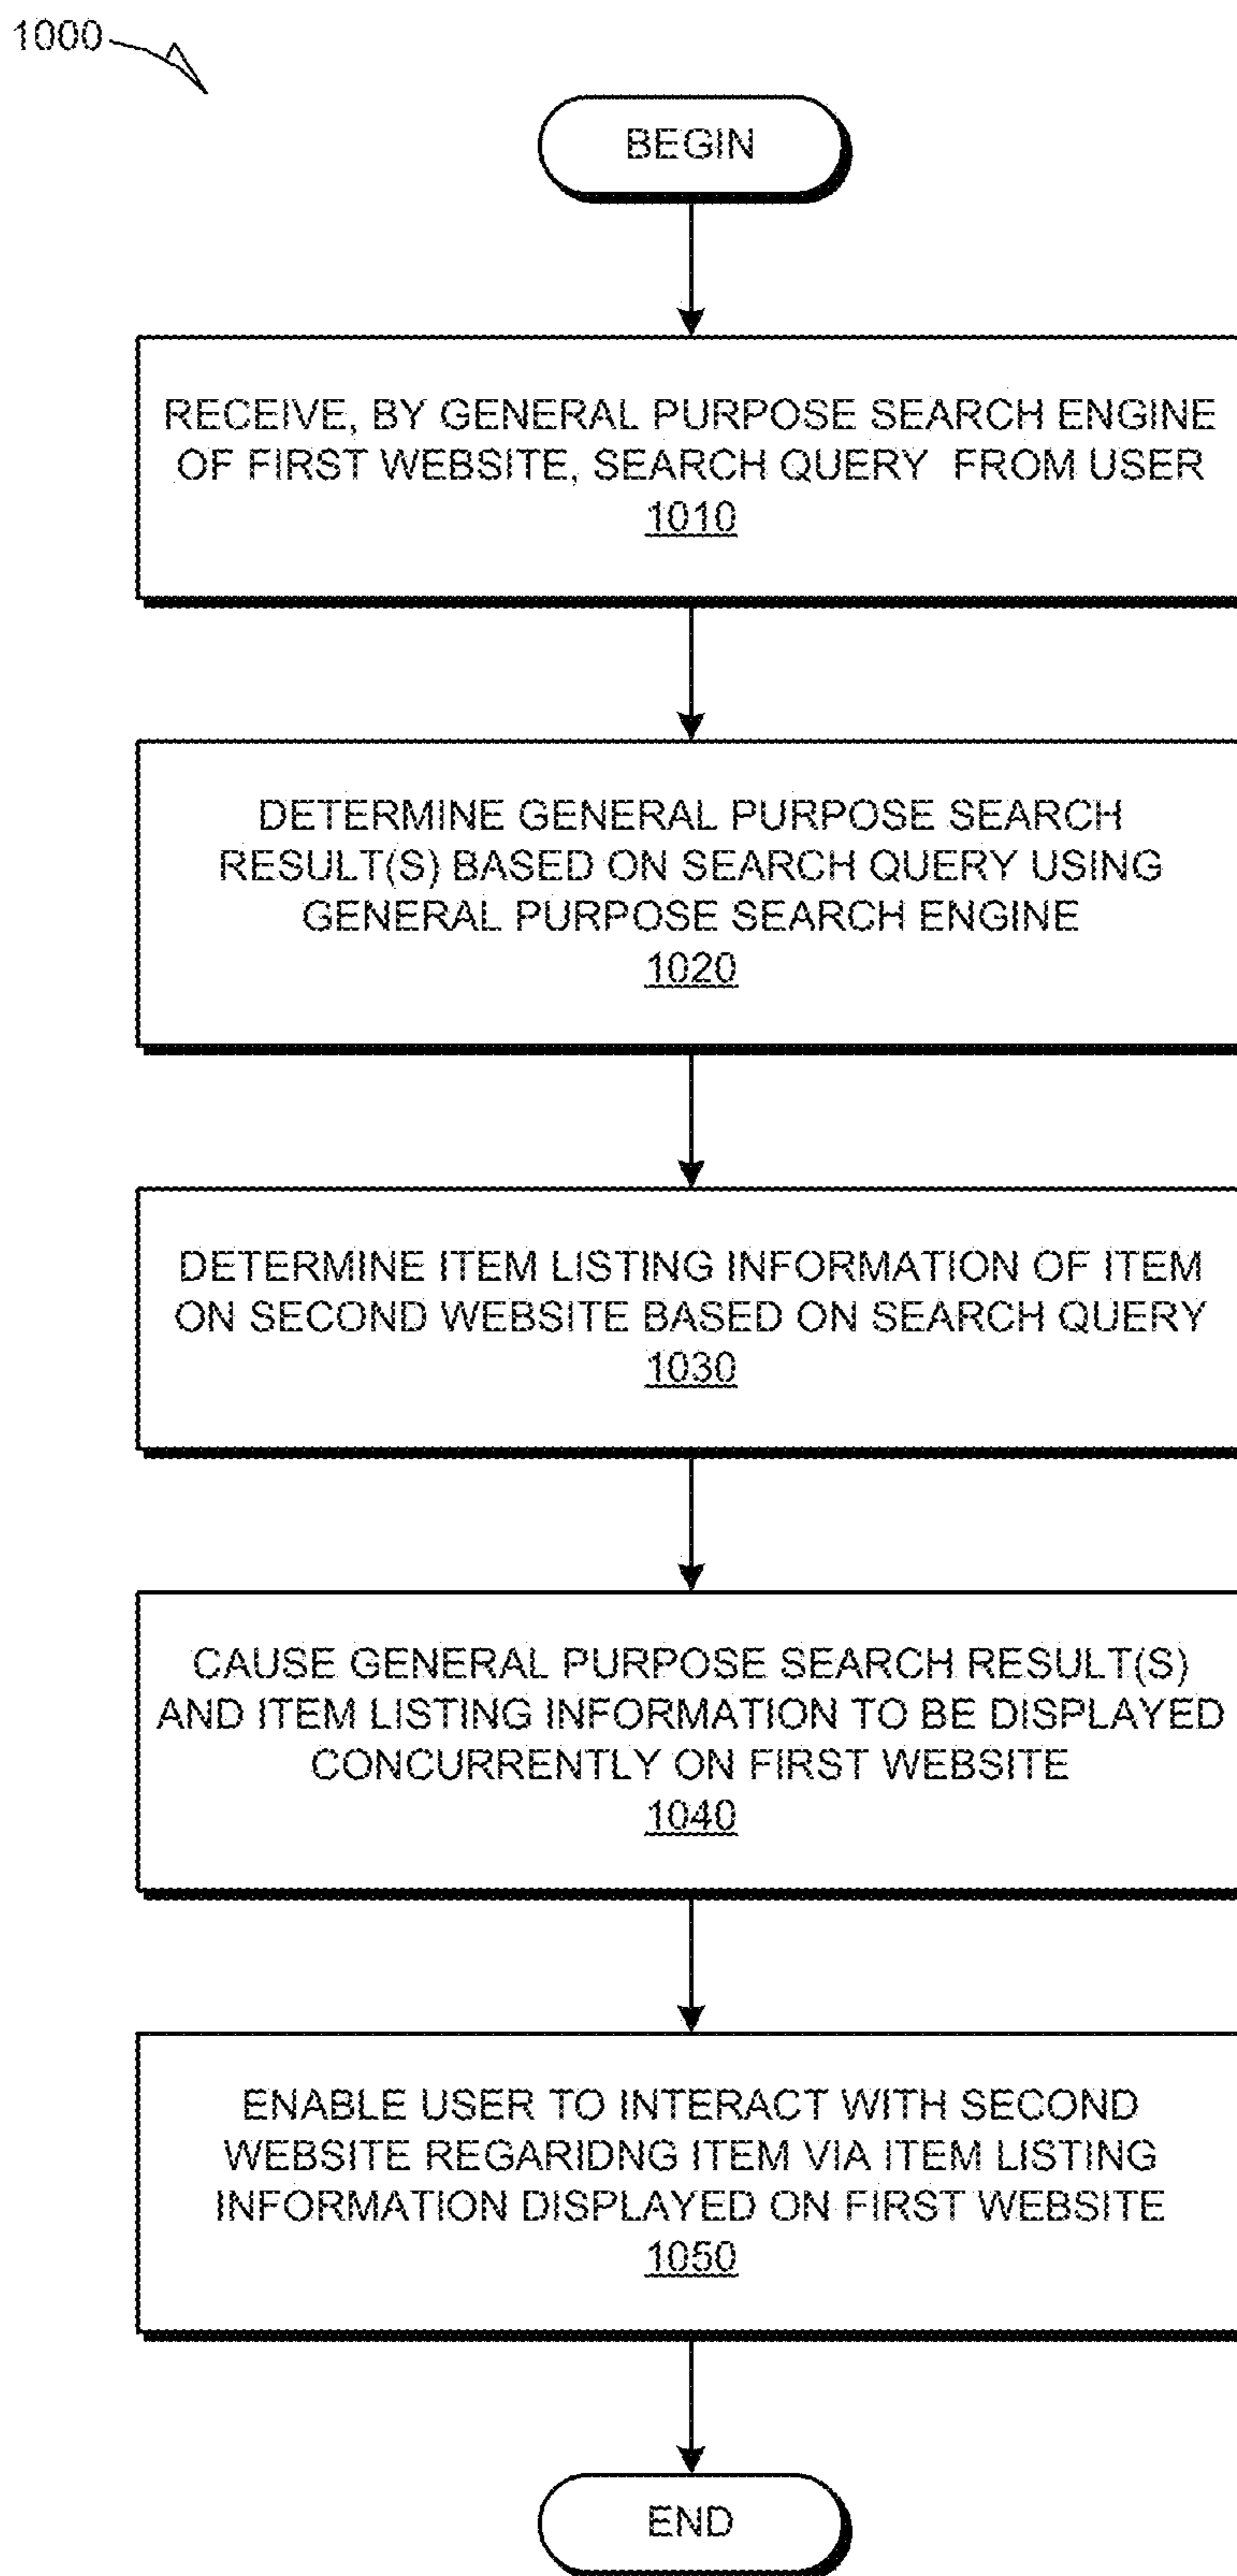 1000
BEGIN
RECEIVE, BY GENERAL PURPOSE SEARCH ENGINE
OF FIRST WEBSITE, SEARCH QUERY FROM USER
1010
DETERMINE GENERAL PURPOSE SEARCH
RESULT(S) BASED ON SEARCH QUERY USING
GENERAL PURPOSE SEARCH ENGINE
1020
DETERMINE ITEM LISTING INFORMATION OF ITEM
ON SECOND WEBSITE BASED ON SEARCH QUERY
1030
CAUSE GENERAL PURPOSE SEARCH RESULT(S)
AND ITEM LISTING INFORMATION TO BE DISPLAYED
CONCURRENTLY ON FIRST WEBSITE
1040
ENABLE USER TO INTERACT WITH SECOND
WEBSITE REGARIDNG ITEM VIA ITEM LISTING
INFORMATION DISPLAYED ON FIRST WEBSITE
1050
END